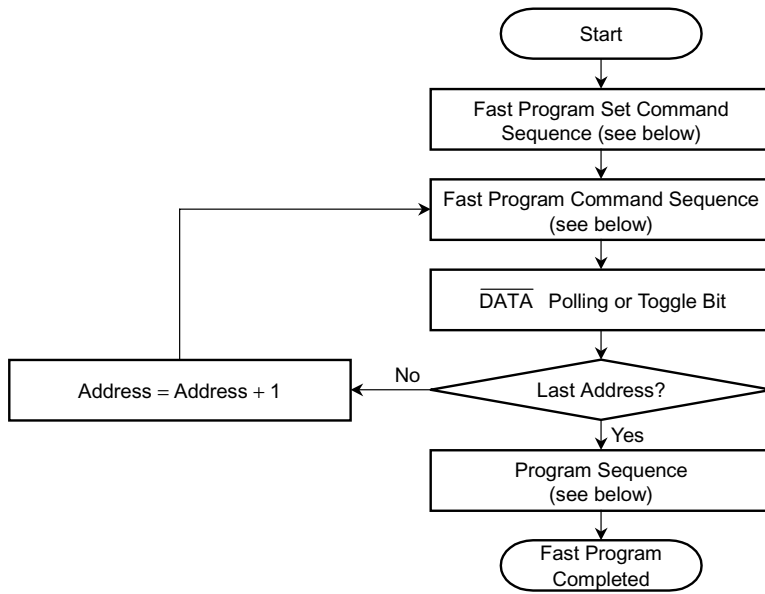 Start
Fast Program Set Command
Sequence (see below)
Fast Program Command Sequence
(see below)
D̅A̅T̅A̅ Polling or Toggle Bit
Address = Address + 1
No
Last Address?
Yes
Program Sequence
(see below)
Fast Program
Completed